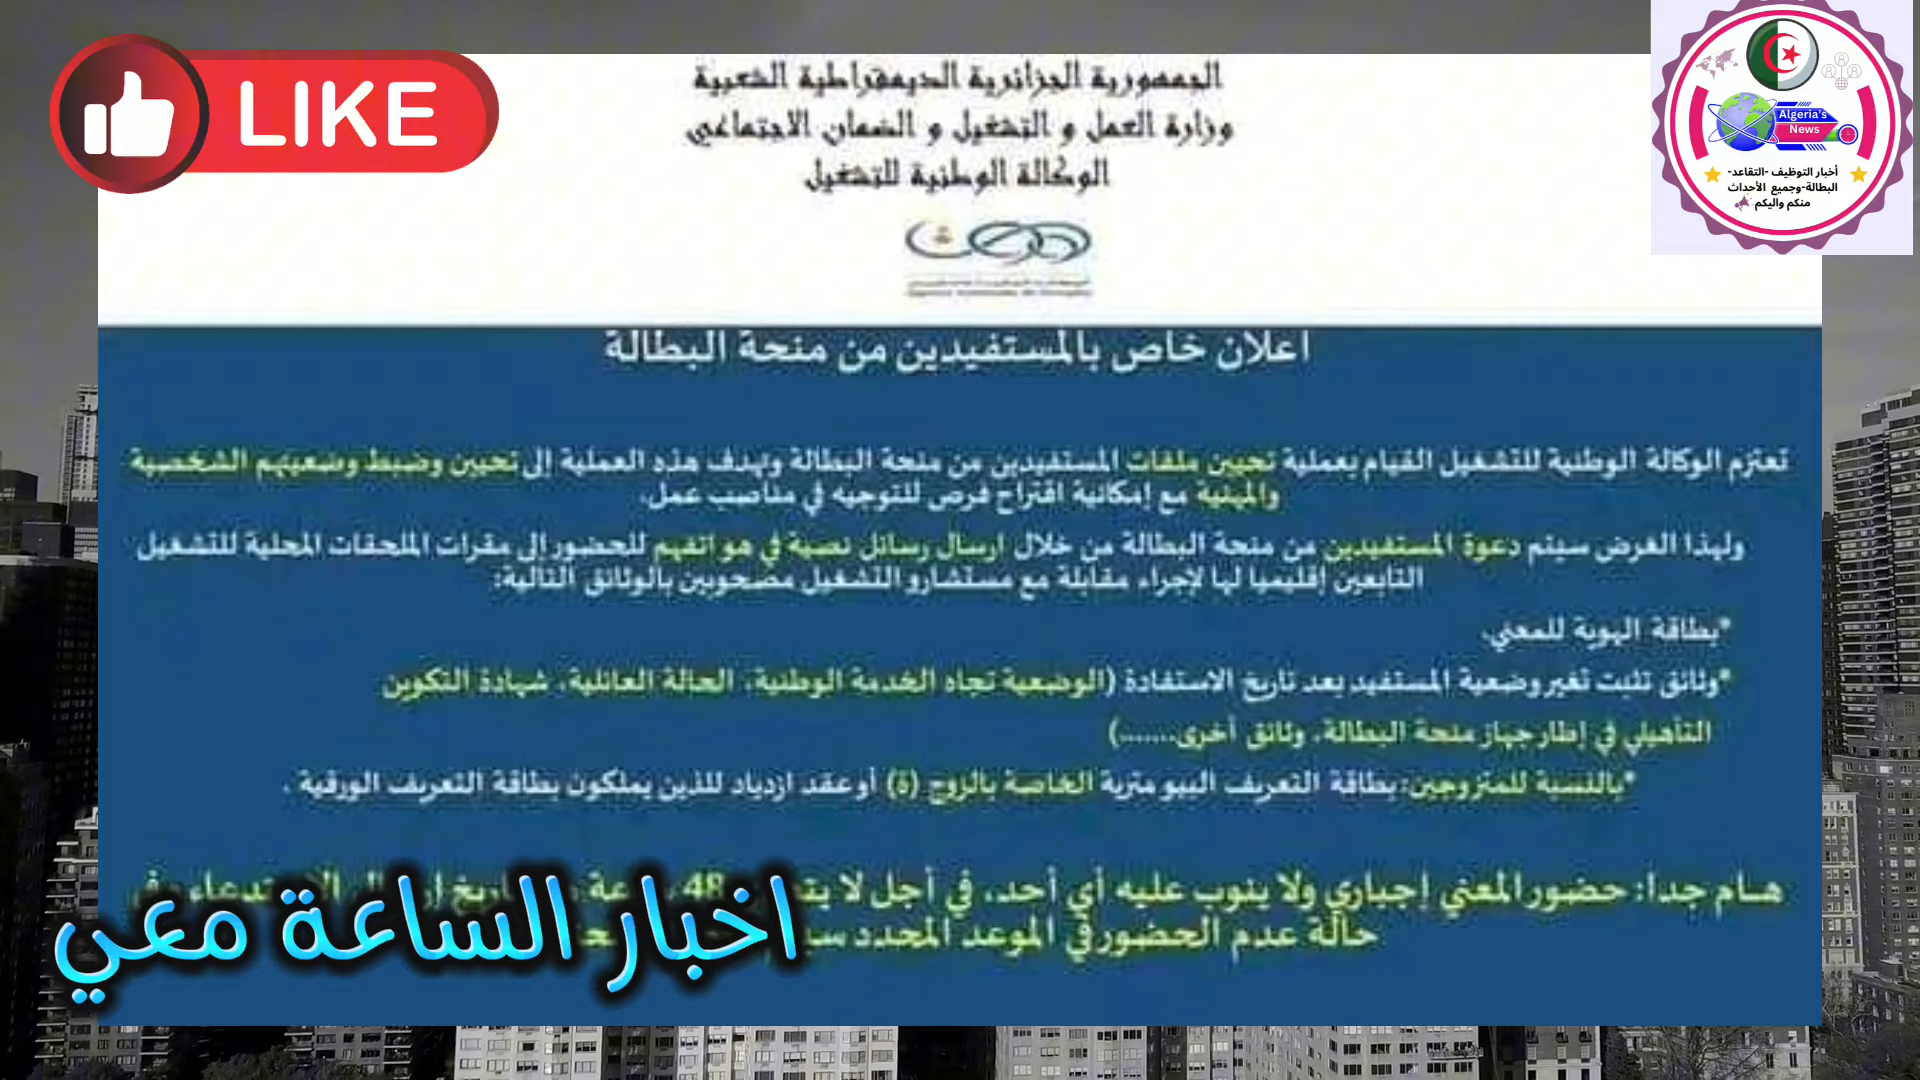 LIKE
الجمهورية الجزائرية الديمقراطية الشعبية
وزارة العمل و التشغيل و الضمان الاجتماعي
الوكالة الوطنية للتشغيل
Algeria's
News
أخبار التوظيف -التقاعد-
البطالة-وجميع الأحداث
منكم واليكم
اعلان خاص بالمستفيدين من منحة البطالة
تعتزم الوكالة الوطنية للتشغيل القيام بعملية تحيين ملفات المستفيدين من منحة البطالة وتهدف هذه العملية إلى تحيين وضبط وضعيتهم الشخصية
والمهنية مع إمكانية اقتراح فرص للتوجيه في مناصب عمل.
ولهذا الغرض سيتم دعوة المستفيدين من منحة البطالة من خلال ارسال رسائل نصية في هواتفهم للحضور إلى مقرات الملحقات المحلية للتشغيل
التابعين إقليميا لها لإجراء مقابلة مع مستشارو التشغيل مصحوبين بالوثائق التالية:
*بطاقة الهوية للمعني.
*وثائق تثبت تغير وضعية المستفيد بعد تاريخ الاستفادة (الوضعية تجاه الخدمة الوطنية، الحالة العائلية، شهادة التكوين
التأهيلي في إطار جهاز منحة البطالة، وثائق أخرى.......)
*بالنسبة للمتزوجين: بطاقة التعريف البيومترية الخاصة بالزوج (ة) أو عقد ازدياد للذين يملكون بطاقة التعريف الورقية .
هـام جدا: حضور المعني إجباري ولا ينوب عليه أي أحد، في أجل لا 48
حالة عدم الحضور في الموعد المحدد
اخبار الساعة معي